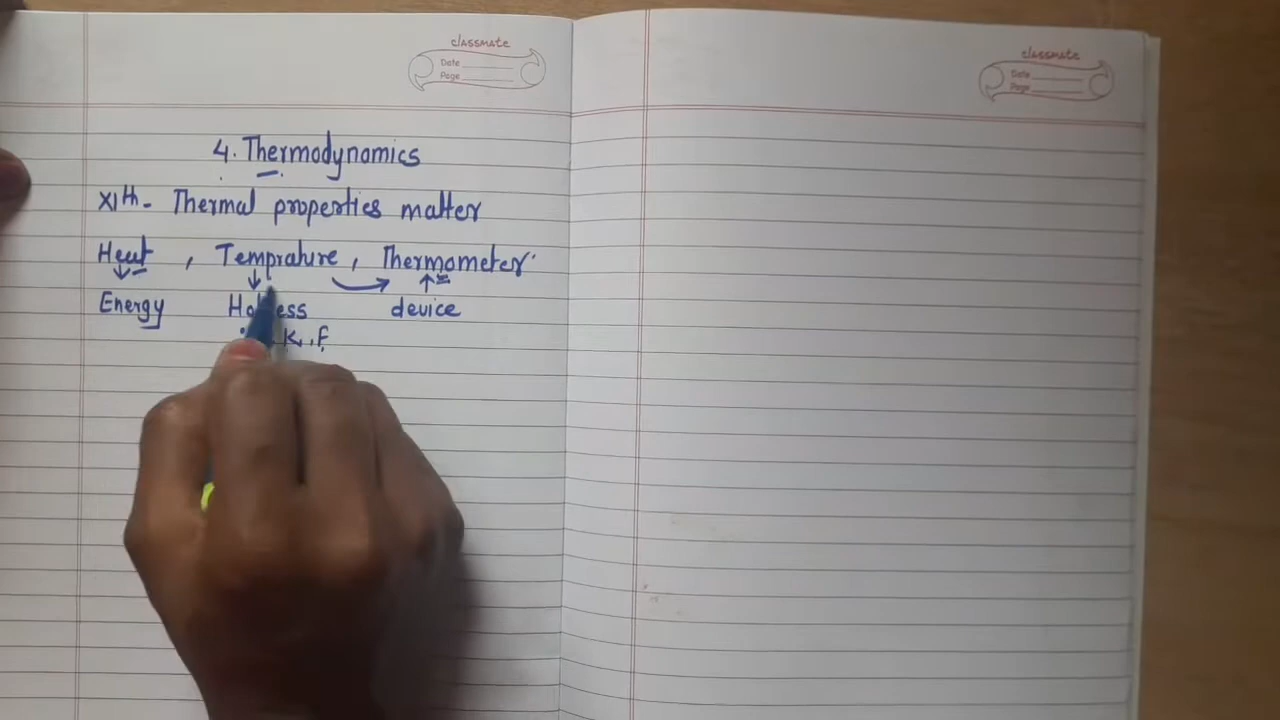 classmate
Date
Page
classmate
Date
Page
4. Thermodynamics
XIth - Thermal properties matter
Heat , Temprature , Thermometer.
Energy device
K , F